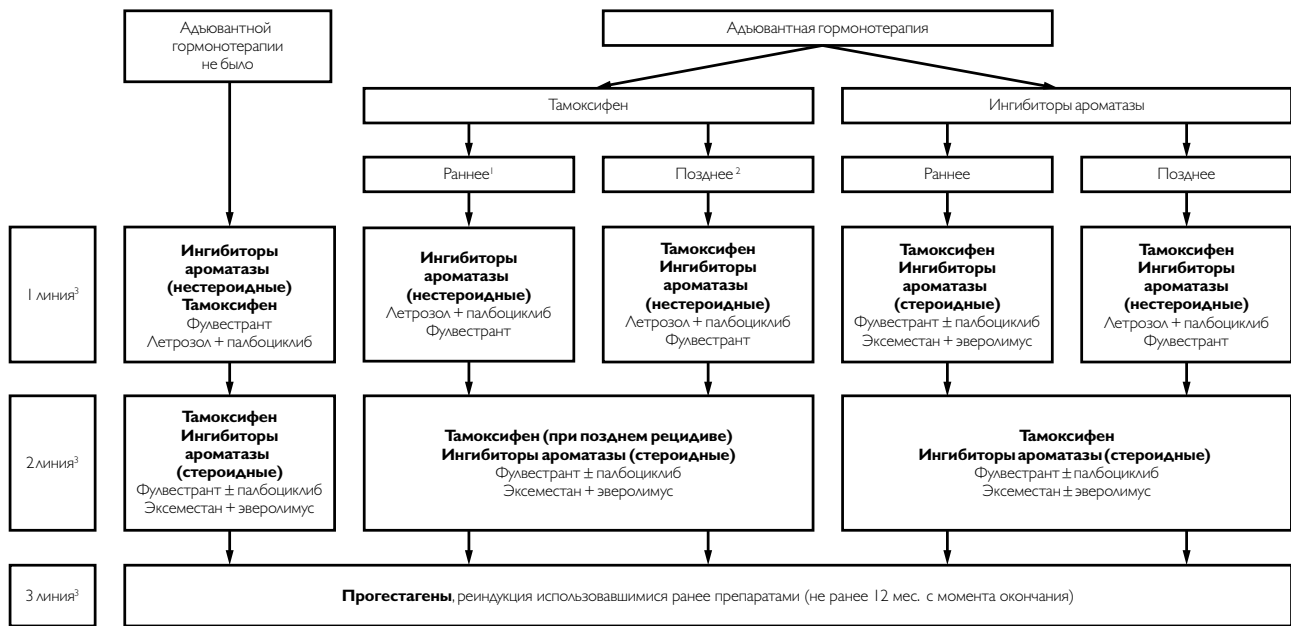 Адъювантной
гормонотерапии
не было
Адъювантная гормонотерапия
Тамоксифен
Ингибиторы ароматазы
Раннее¹
Позднее²
Раннее
Позднее
1 линия³
Ингибиторы
ароматазы
(нестероидные)
Тамоксифен
Фулвестрант
Летрозол + палбоциклиб
Ингибиторы
ароматазы
(нестероидные)
Летрозол + палбоциклиб
Фулвестрант
Тамоксифен
Ингибиторы
ароматазы
(нестероидные)
Летрозол + палбоциклиб
Фулвестрант
Тамоксифен
Ингибиторы
ароматазы
(стероидные)
Фулвестрант ± палбоциклиб
Эксеместан + эверолимус
Тамоксифен
Ингибиторы
ароматазы
(нестероидные)
Летрозол + палбоциклиб
Фулвестрант
2 линия³
Тамоксифен
Ингибиторы
ароматазы
(стероидные)
Фулвестрант ± палбоциклиб
Эксеместан + эверолимус
Тамоксифен (при позднем рецидиве)
Ингибиторы ароматазы (стероидные)
Фулвестрант ± палбоциклиб
Эксеместан + эверолимус
Тамоксифен
Ингибиторы ароматазы (стероидные)
Фулвестрант ± палбоциклиб
Эксеместан ± эверолимус
3 линия³
Прогестагены, реиндукция использовавшимися ранее препаратами (не ранее 12 мес. с момента окончания)